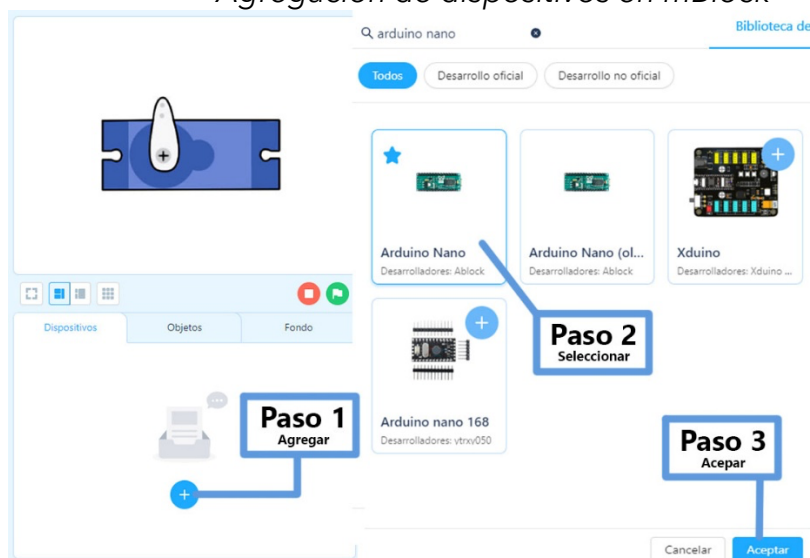 Agregación de dispositivos en mBlock
arduino nano
Biblioteca de
Todos
Desarrollo oficial
Desarrollo no oficial
Arduino Nano
Desarrolladores: Ablock
Arduino Nano (ol...
Desarrolladores: Ablock
Xduino
Desarrolladores: Xduino ...
Dispositivos
Objetos
Fondo
Paso 2
Seleccionar
Paso 1
Agregar
Arduino nano 168
Desarrolladores: ytrxv050
Paso 3
Acepar
Cancelar
Aceptar